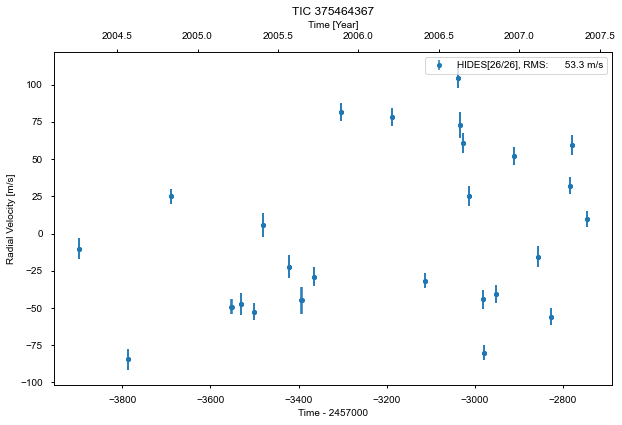 TIC 375464367
Time [Year]
2004.5 2005.0 2005.5 2006.0 2006.5 2007.0 2007.5
HIDES[26/26], RMS: 53.3 m/s
100
75
50
25
0
−25
−50
−75
−100
Radial Velocity [m/s]
−3800 −3600 −3400 −3200 −3000 −2800
Time - 2457000